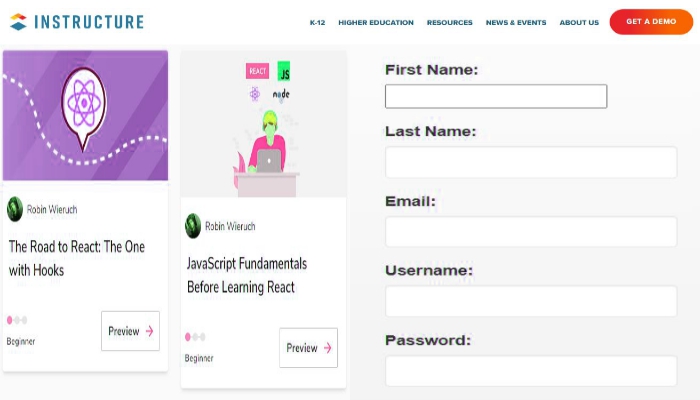 INSTRUCTURE
K-12 HIGHER EDUCATION RESOURCES NEWS & EVENTS ABOUT US GET A DEMO
Robin Wieruch
The Road to React: The One
with Hooks
Beginner
Preview →
REACT
JS
node
Robin Wieruch
JavaScript Fundamentals
Before Learning React
Beginner
Preview →
First Name:
Last Name:
Email:
Username:
Password: